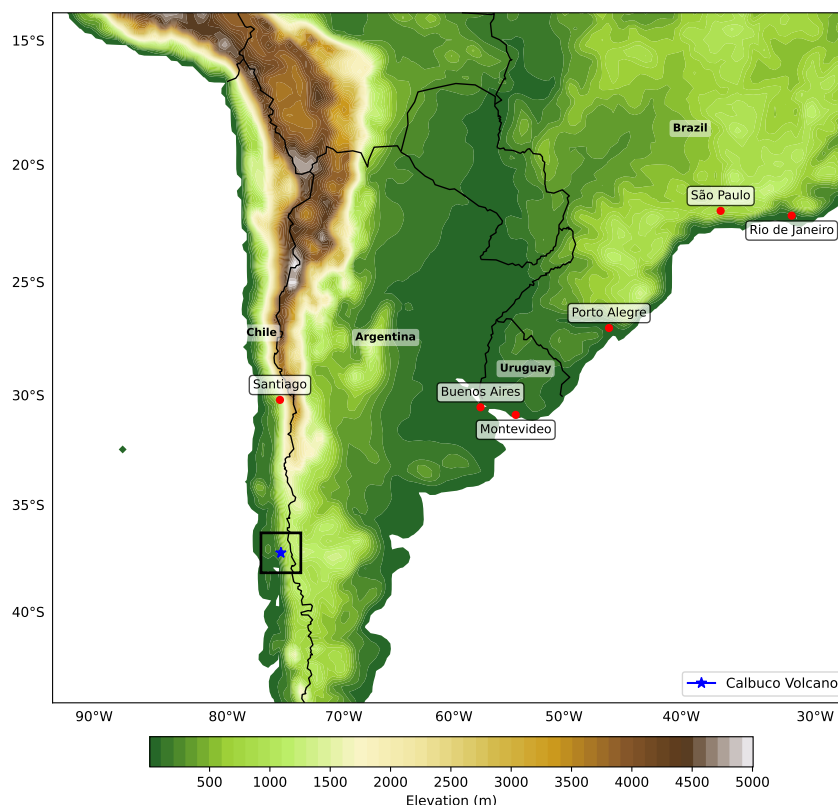 15°S
20°S
25°S
30°S
35°S
40°S
Brazil
São Paulo
Rio de Janeiro
Porto Alegre
Chile
Argentina
Uruguay
Santiago
Buenos Aires
Montevideo
Calbuco Volcano
90°W 80°W 70°W 60°W 50°W 40°W 30°W
500 1000 1500 2000 2500 3000 3500 4000 4500 5000
Elevation (m)